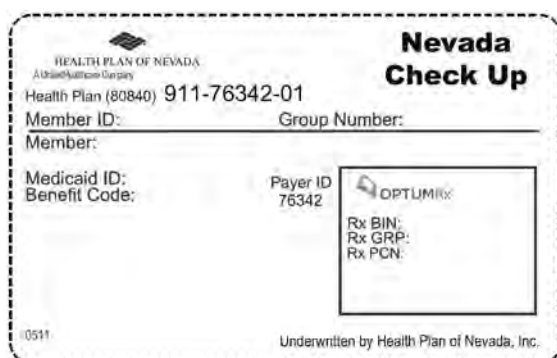 HEALTH PLAN OF NEVADA
A UnitedHealthcare Company
Nevada
Check Up
Health Plan (80840) 911-76342-01
Member ID: Group Number:
Member:
Medicaid ID:
Benefit Code:
Payer ID
76342
OPTUMRx
Rx BIN:
Rx GRP:
Rx PCN:
0511
Underwritten by Health Plan of Nevada, Inc.